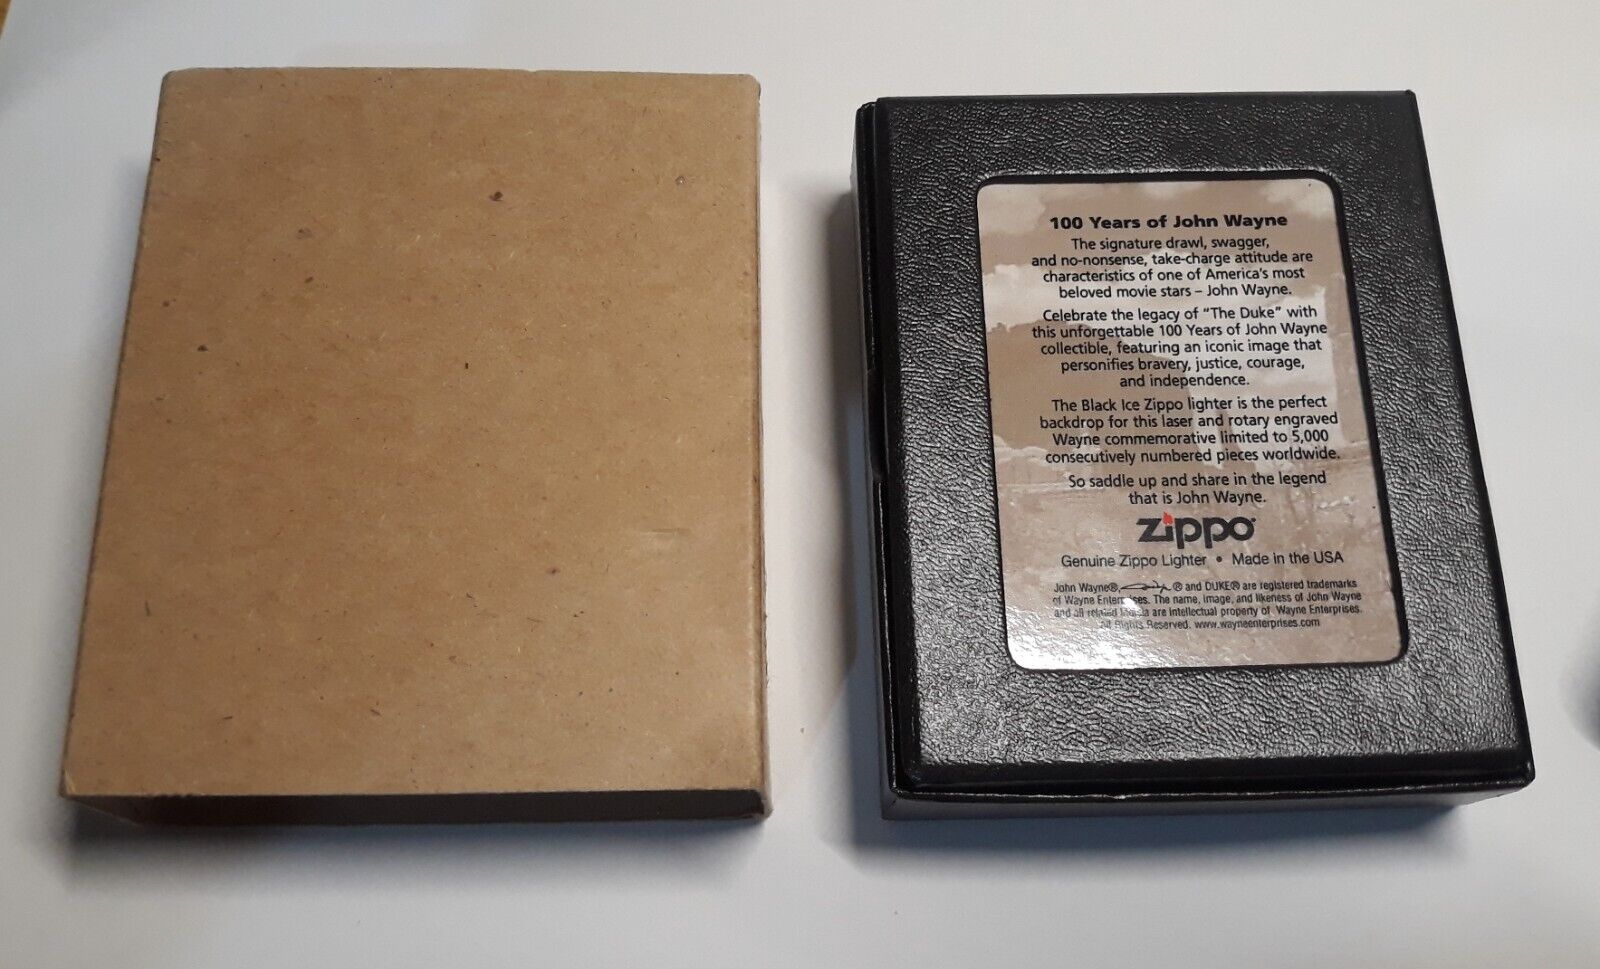 100 Years of John Wayne
The signature drawl, swagger,
and no-nonsense, take-charge attitude are
characteristics of one of America's most
beloved movie stars – John Wayne.
Celebrate the legacy of "The Duke" with
this unforgettable 100 Years of John Wayne
collectible, featuring an iconic image that
personifies bravery, justice, courage,
and independence.
The Black Ice Zippo lighter is the perfect
backdrop for this laser and rotary engraved
Wayne commemorative limited to 5,000
consecutively numbered pieces worldwide.
So saddle up and share in the legend
that is John Wayne.
zippo
Genuine Zippo Lighter • Made in the USA
John Wayne®, ® and DUKE® are registered trademarks
of Wayne Enterprises. The name, image, and likeness of John Wayne
and all related are intellectual property of Wayne Enterprises.
All Rights Reserved. www.wayneenterprises.com